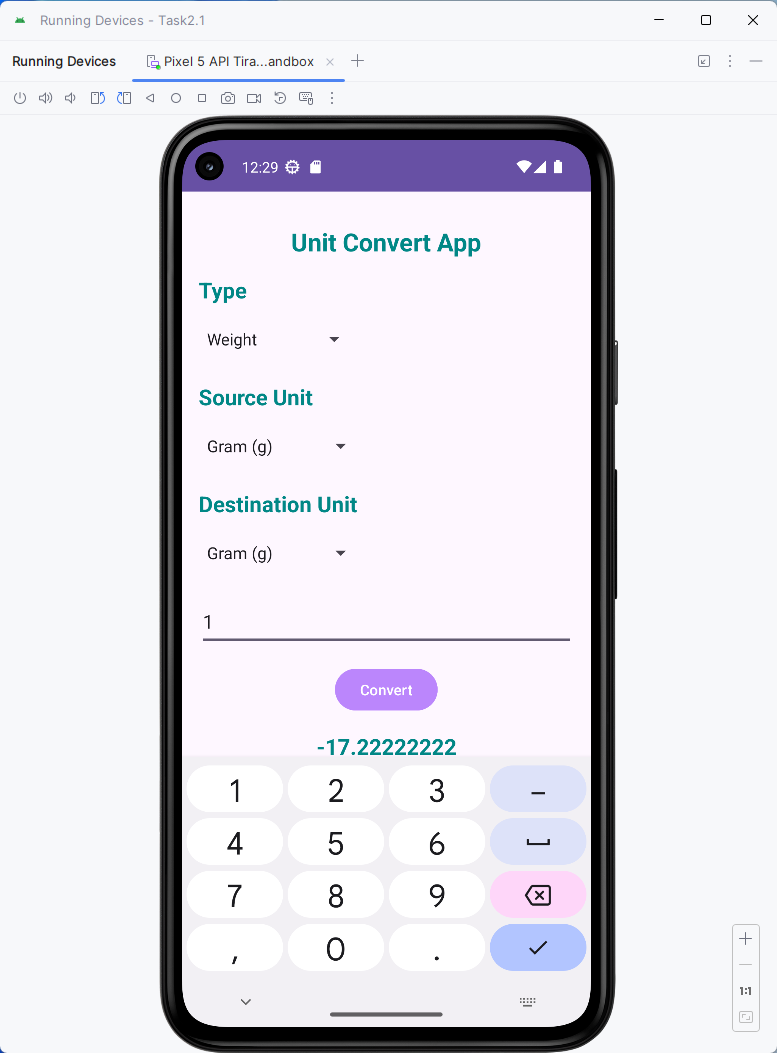 Running Devices - Task2.1
Running Devices
Pixel 5 API Tira...andbox
12:29
Unit Convert App
Type
Weight
Source Unit
Gram (g)
Destination Unit
Gram (g)
1
Convert
-17.22222222
1 2 3 –
4 5 6
7 8 9
, 0 .
1:1